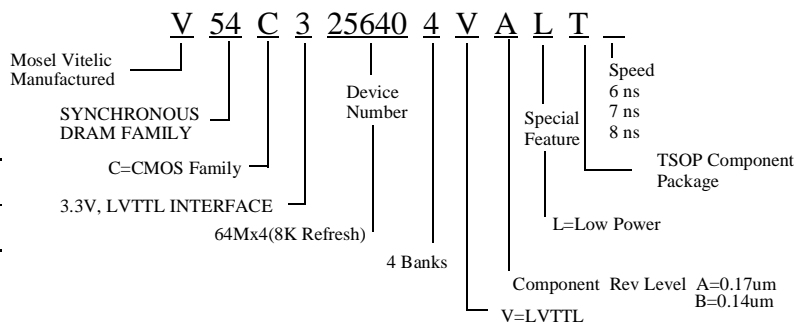 V 54 C 3 25640 4 V A L T
Mosel Vitelic
Manufactured
SYNCHRONOUS
DRAM FAMILY
C=CMOS Family
3.3V, LVTTL INTERFACE
Device
Number
64Mx4(8K Refresh)
4 Banks
Special
Feature
Speed
6 ns
7 ns
8 ns
TSOP Component
Package
L=Low Power
Component Rev Level A=0.17um
B=0.14um
V=LVTTL